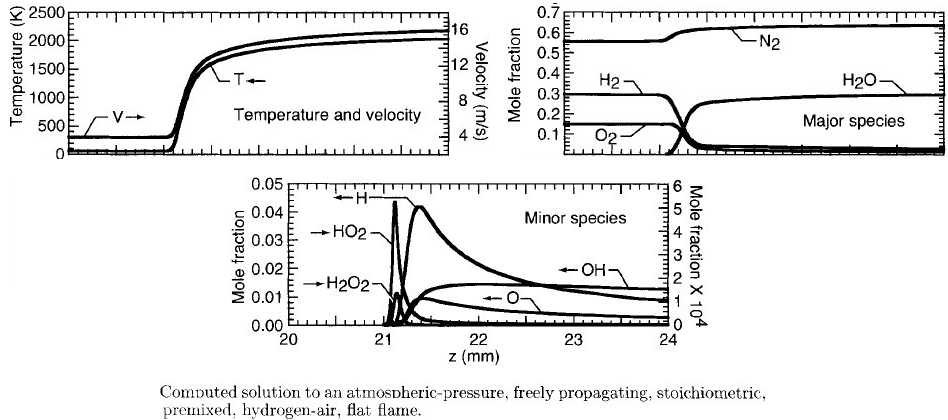 Temperature (K)
2500
2000
1500
1000
500
0
V→
T←
Temperature and velocity
16
12
8
4
Velocity (m/s)
Mole fraction
0.7
0.6
0.5
0.4
0.3
0.2
0.1
N2
H2
H2O
O2
Major species
Mole fraction
0.05
0.04
0.03
0.02
0.01
0.00
←H
→HO2
→H2O2
Minor species
←OH
←O
6
5
4
3
2
1
0
Mole fraction X 10^4
20 21 22 23 24
z (mm)
Computed solution to an atmospheric-pressure, freely propagating, stoichiometric,
premixed, hydrogen-air, flat flame.